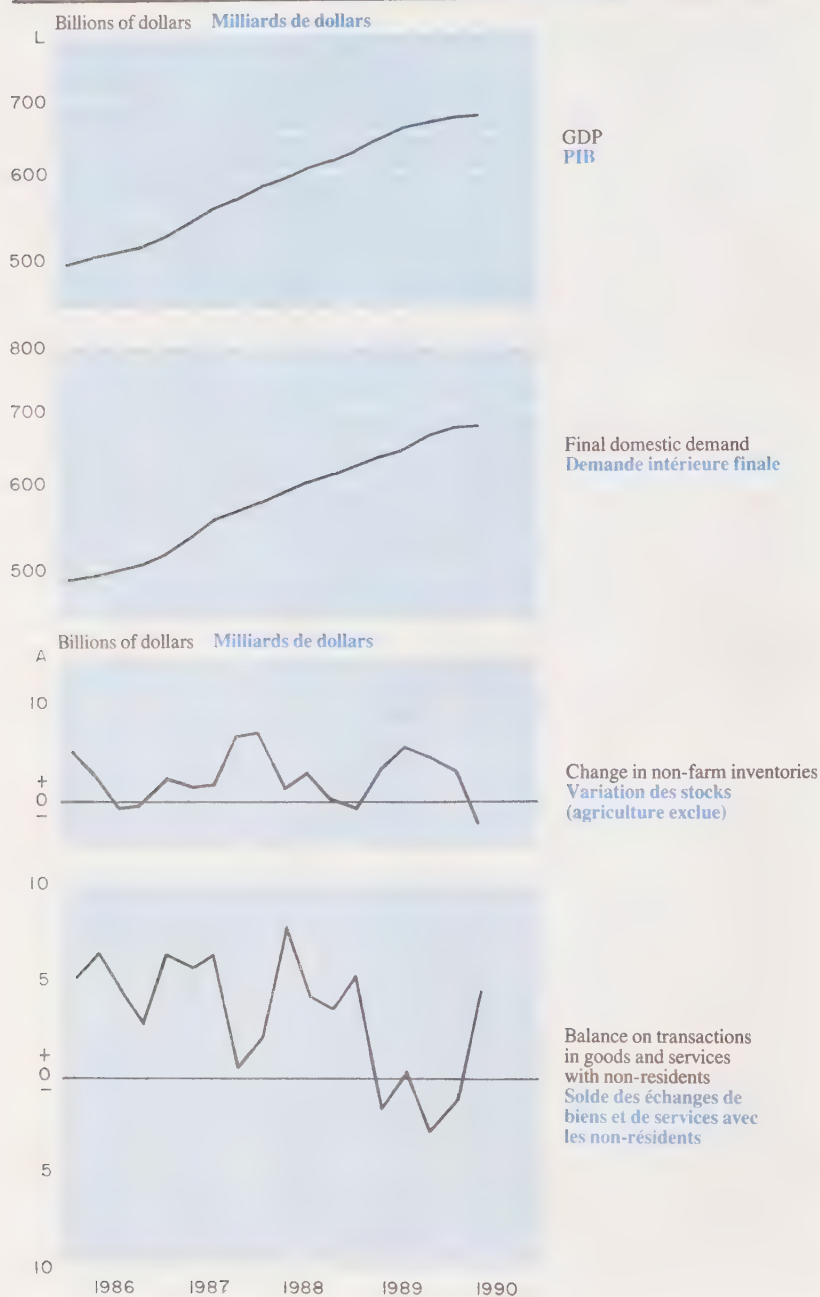 Billions of dollars Milliards de dollars
L
700
600
500
GDP
PIB
800
700
600
500
Final domestic demand
Demande intérieure finale
Billions of dollars Milliards de dollars
A
10
+
0
−
Change in non-farm inventories
Variation des stocks
(agriculture exclue)
10
5
+
0
−
5
10
Balance on transactions
in goods and services
with non-residents
Solde des échanges de
biens et de services avec
les non-résidents
1986 1987 1988 1989 1990